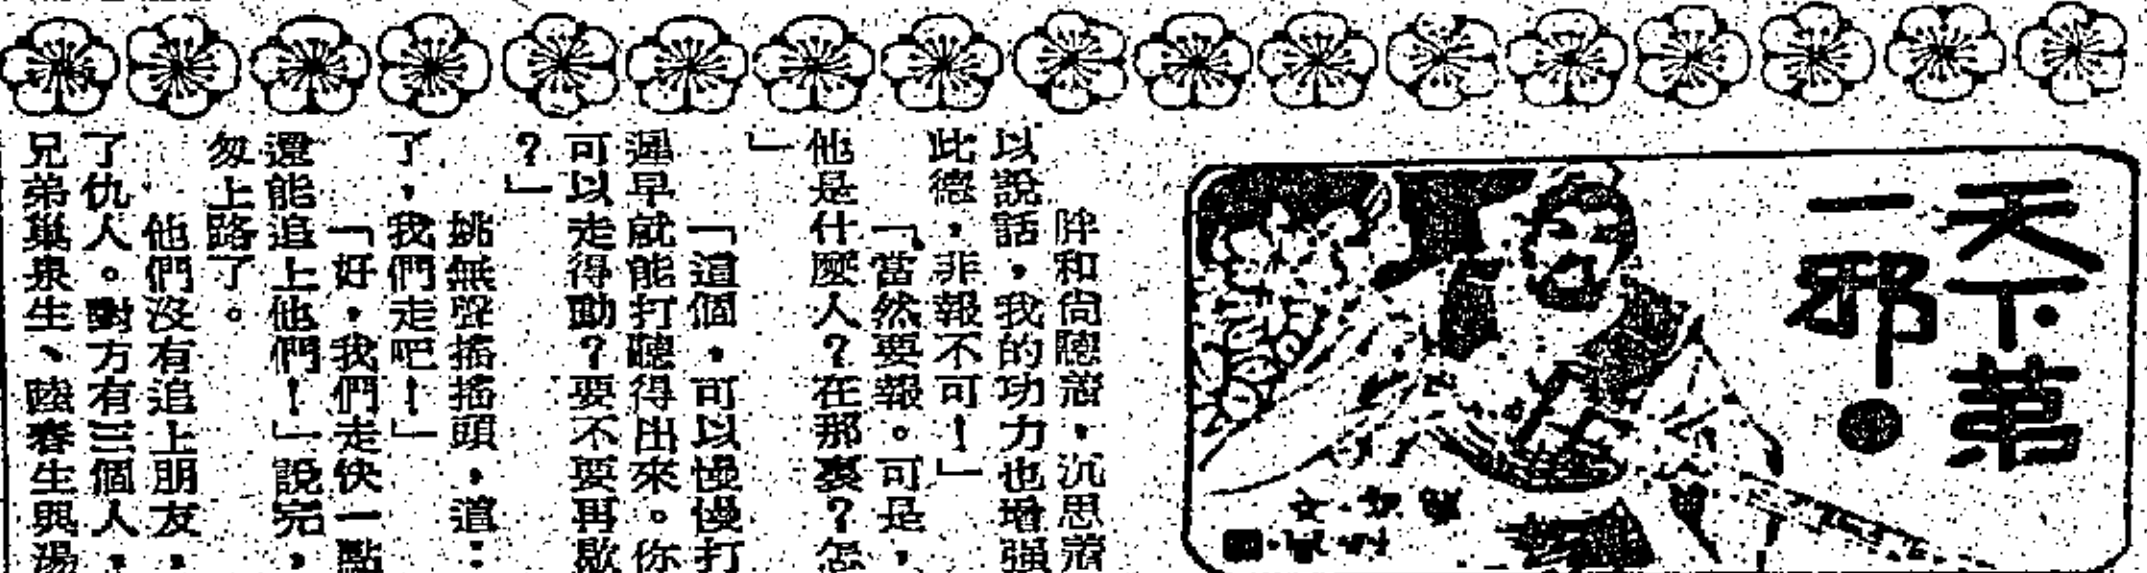 天下第
一邪
胖和尚聽着，沉思着
以說話，我的功力也增强
此德，非報不可！」
「當然要報。可是，
他是什麼人？在那裏？怎
」
「這個，可以慢慢打
遲早就能打聽得出來。你
可以走得動？要不要再歇
？」
姚無聲搖搖頭，道：
了，我們走吧！」
「好，我們走快一點
還能追上他們！」說完，
匆上路了。
他們沒有追上朋友，
了仇人。對方有三個人，
兄弟巢泉生、陸春生與湯